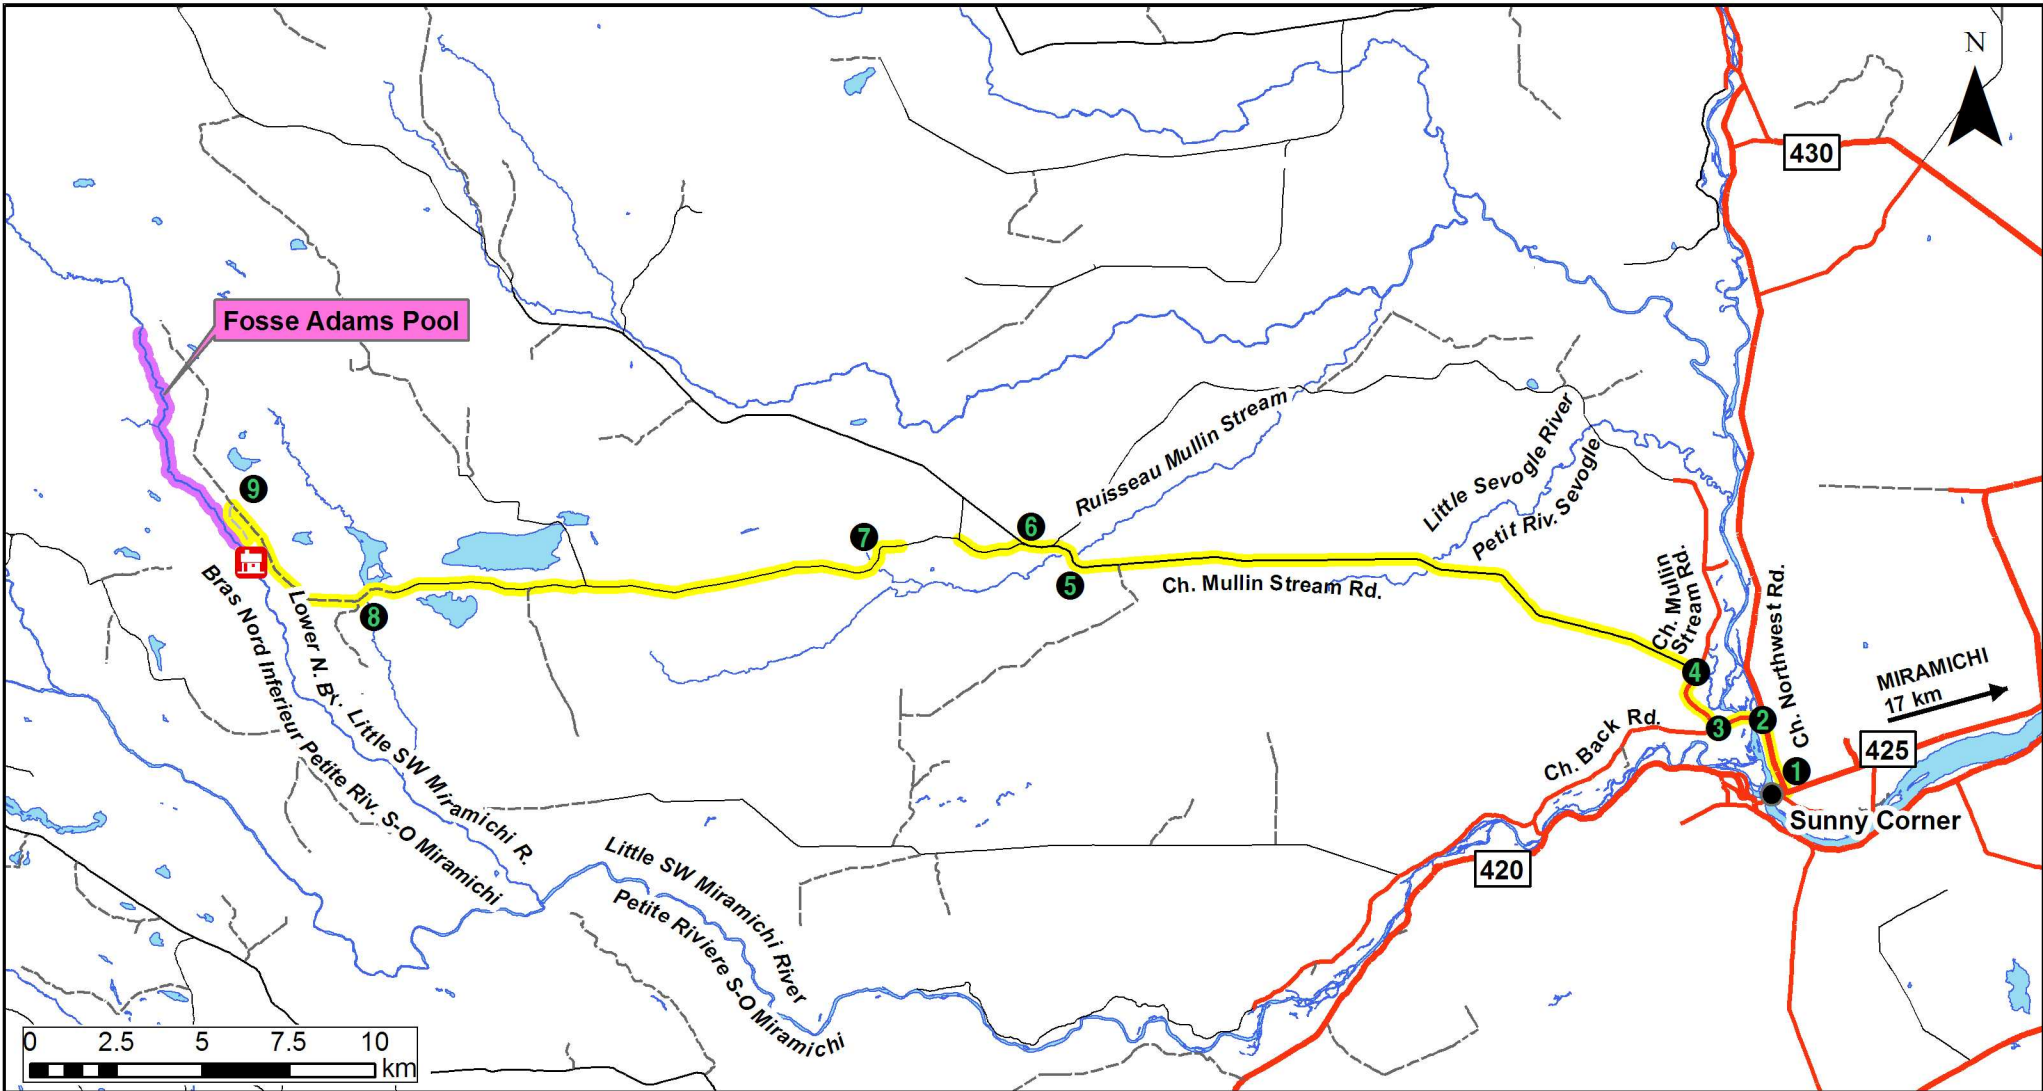 N
430
Fosse Adams Pool
Ruisseau Mullin Stream
Little Sevogle River
Petit Riv. Sevogle
9
7
6
5
8
Ch. Mullin Stream Rd.
Ch. Mullin
Stream Rd.
Ch. Northwest Rd.
4
3
2
1
MIRAMICHI
17 km
425
Ch. Back Rd.
Sunny Corner
420
Lower N. Br. Little SW Miramichi R.
Bras Nord Inferieur Petite Riv. S-O Miramichi
Little SW Miramichi River
Petite Riviere S-O Miramichi
0 2.5 5 7.5 10
km